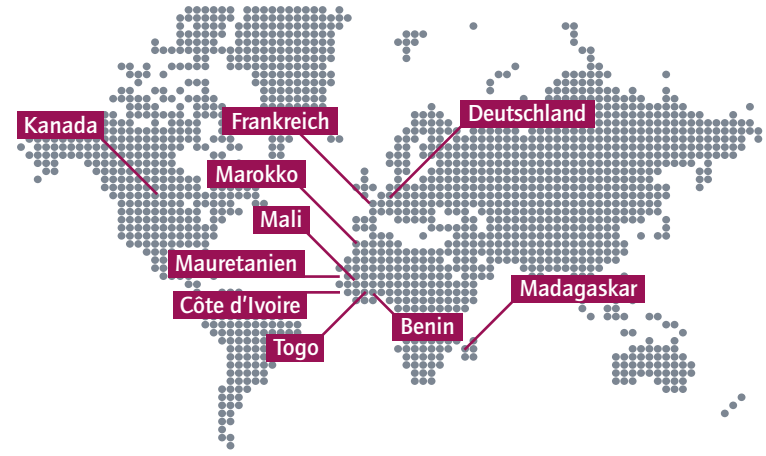 Kanada
Frankreich
Deutschland
Marokko
Mali
Mauretanien
Madagaskar
Côte d'Ivoire
Benin
Togo